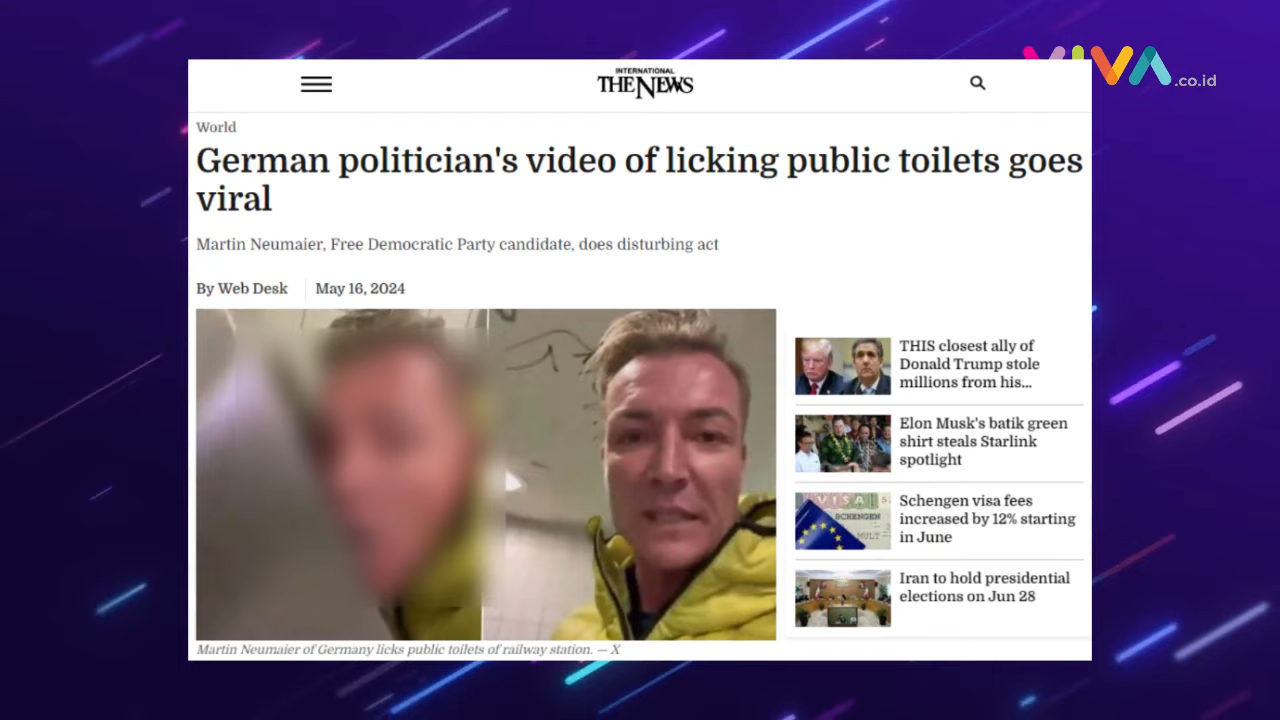 VIVA.co.id
INTERNATIONAL
THE NEWS
World
German politician's video of licking public toilets goes
viral
Martin Neumaier, Free Democratic Party candidate, does disturbing act
By Web Desk
May 16, 2024
THIS closest ally of
Donald Trump stole
millions from his...
Elon Musk's batik green
shirt steals Starlink
spotlight
VISA
SCHENGEN
MULT
Schengen visa fees
increased by 12% starting
in June
Iran to hold presidential
elections on Jun 28
Martin Neumaier of Germany licks public toilets of railway station. — X